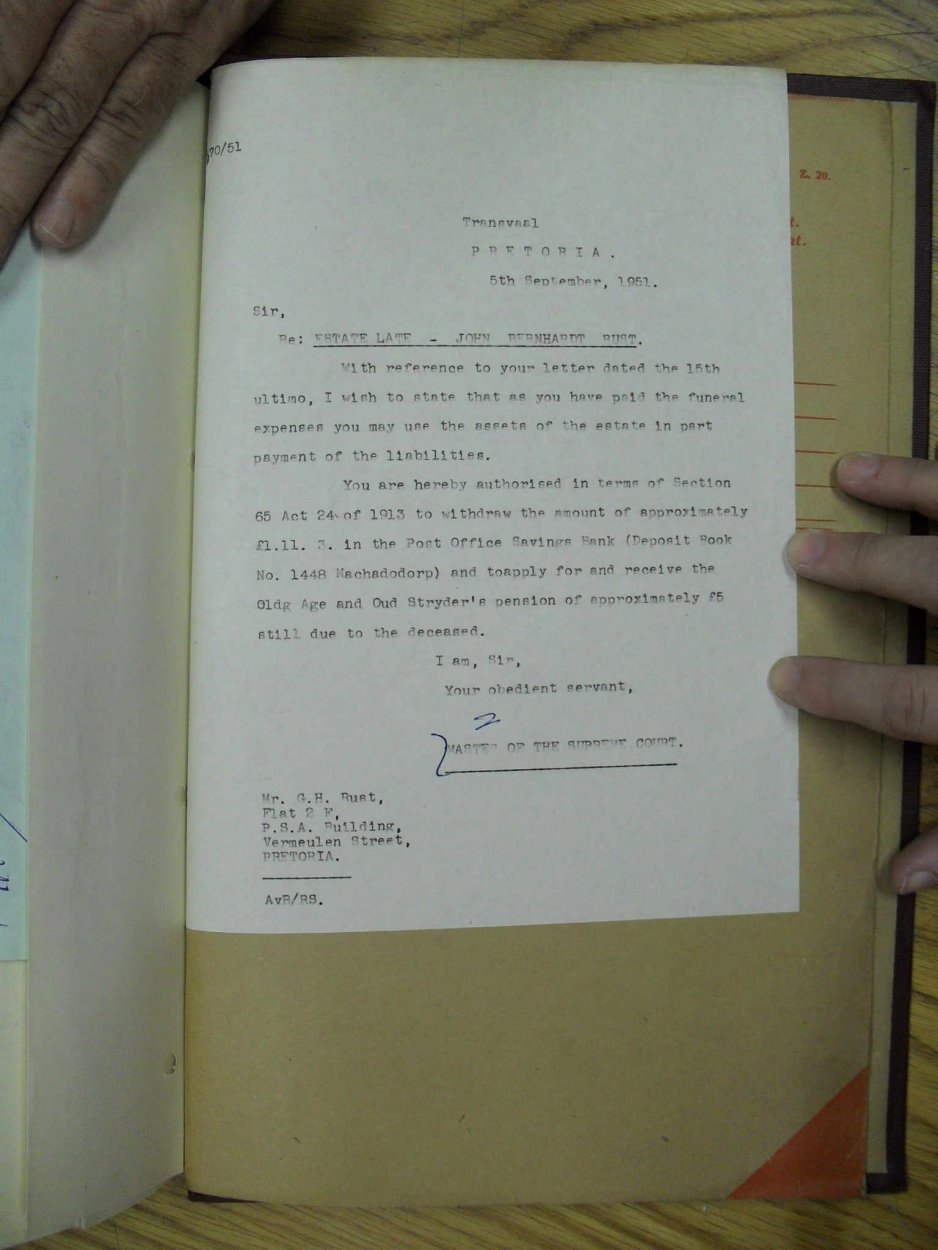 70/51
Z. 20.
Transvaal
P R E T O R I A .
5th September, 1951.
Sir,
Re: ESTATE LATE - JOHN BERNHARDT RUST.
With reference to your letter dated the 15th
ultimo, I wish to state that as you have paid the funeral
expenses you may use the assets of the estate in part
payment of the liabilities.
You are hereby authorised in terms of Section
65 Act 24 of 1913 to withdraw the amount of approximately
£1.11. 3. in the Post Office Savings Bank (Deposit Book
No. 1448 Machadodorp) and toapply for and receive the
Oldg Age and Oud Stryder's pension of approximately £5
still due to the deceased.
I am, Sir,
Your obedient servant,
MASTER OF THE SUPREME COURT.
Mr. G.H. Rust,
Flat 2 F,
P.S.A. Building,
Vermeulen Street,
PRETORIA.
AvB/RS.